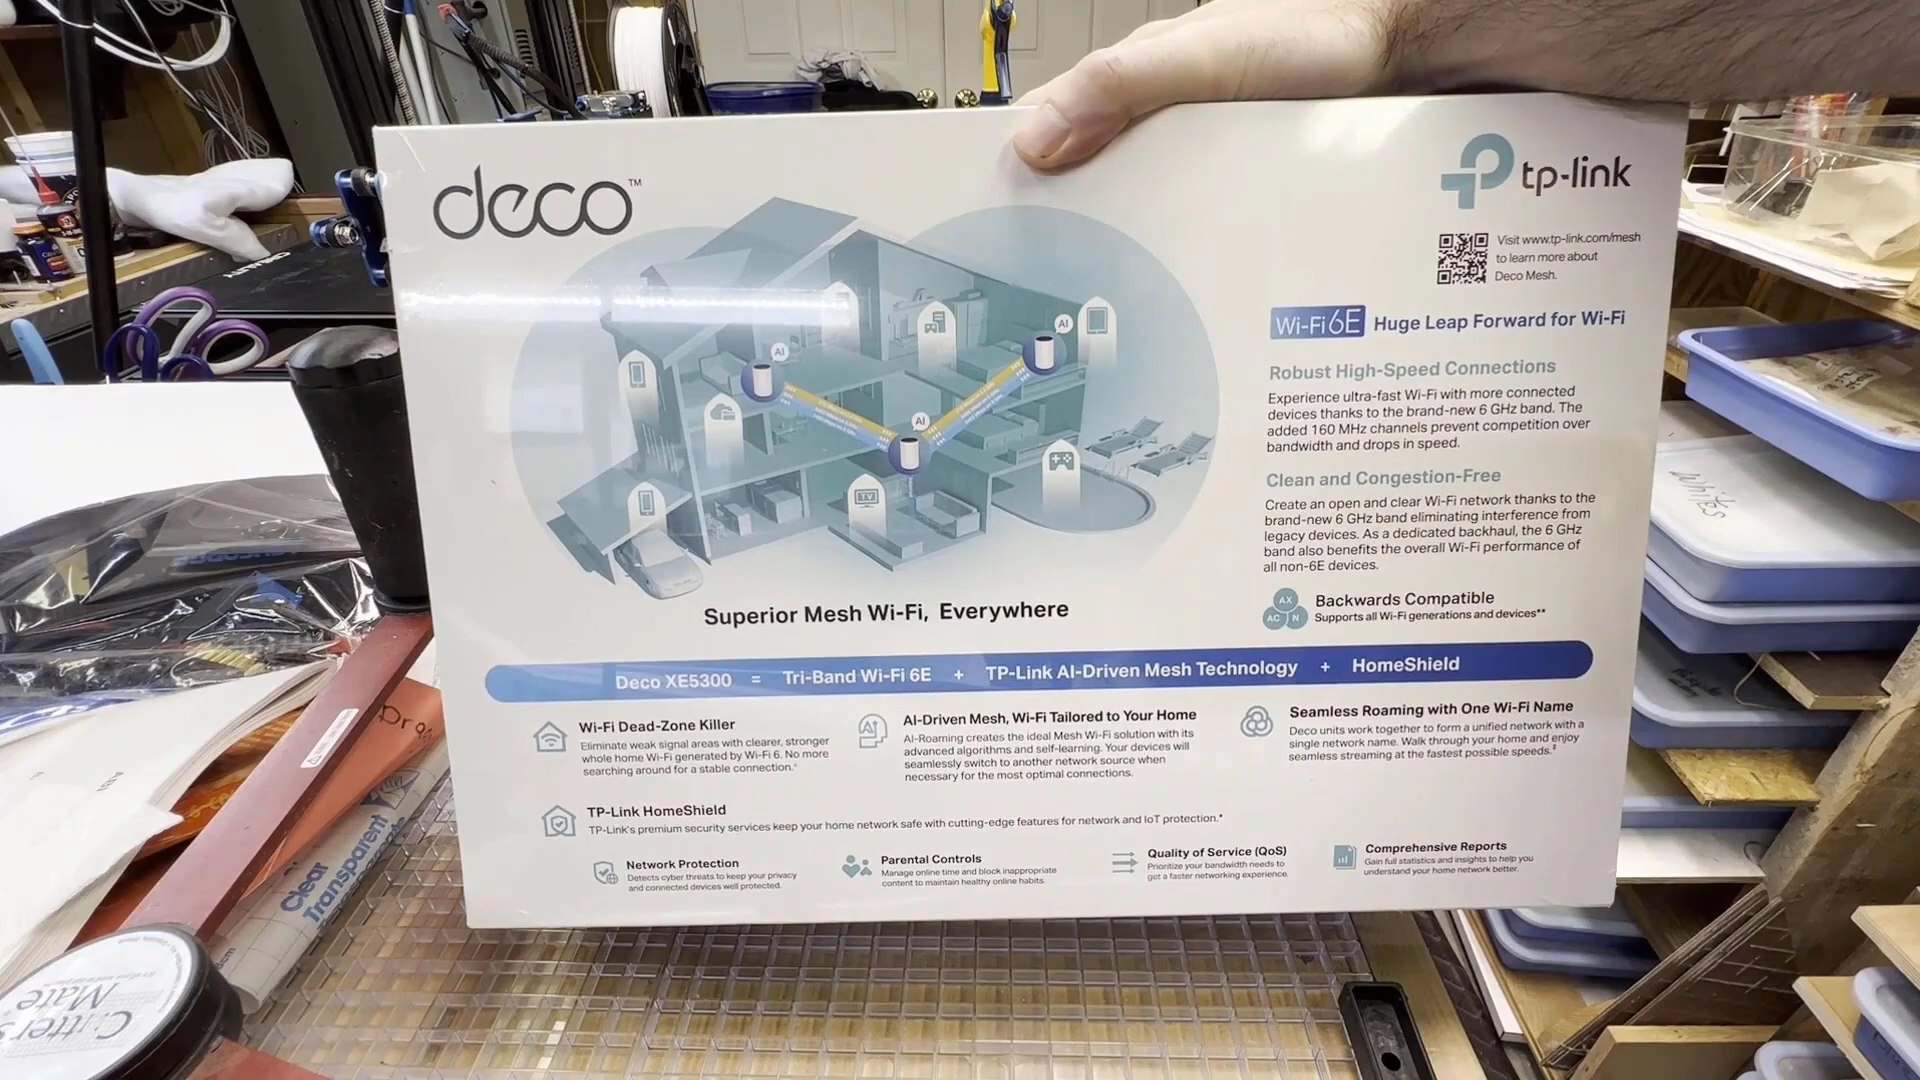 deco™
tp-link
Visit www.tp-link.com/mesh
to learn more about
Deco Mesh.
Wi-Fi 6E Huge Leap Forward for Wi-Fi
Robust High-Speed Connections
Experience ultra-fast Wi-Fi with more connected
devices thanks to the brand-new 6 GHz band. The
added 160 MHz channels prevent competition over
bandwidth and drops in speed.
Clean and Congestion-Free
Create an open and clear Wi-Fi network thanks to the
brand-new 6 GHz band eliminating interference from
legacy devices. As a dedicated backhaul, the 6 GHz
band also benefits the overall Wi-Fi performance of
all non-6E devices.
AX
AC N
Backwards Compatible
Supports all Wi-Fi generations and devices**
AI
AI
AI
TV
Superior Mesh Wi-Fi, Everywhere
Deco XE5300 = Tri-Band Wi-Fi 6E + TP-Link AI-Driven Mesh Technology + HomeShield
Wi-Fi Dead-Zone Killer
Eliminate weak signal areas with clearer, stronger
whole home Wi-Fi generated by Wi-Fi 6. No more
searching around for a stable connection.
AI
AI-Driven Mesh, Wi-Fi Tailored to Your Home
AI-Roaming creates the ideal Mesh Wi-Fi solution with its
advanced algorithms and self-learning. Your devices will
seamlessly switch to another network source when
necessary for the most optimal connections.
Seamless Roaming with One Wi-Fi Name
Deco units work together to form a unified network with a
single network name. Walk through your home and enjoy
seamless streaming at the fastest possible speeds.‡
TP-Link HomeShield
TP-Link's premium security services keep your home network safe with cutting-edge features for network and IoT protection.*
Network Protection
Detects cyber threats to keep your privacy
and connected devices well protected.
Parental Controls
Manage online time and block inappropriate
content to maintain healthy online habits.
Quality of Service (QoS)
Prioritize your bandwidth needs to
get a faster networking experience.
Comprehensive Reports
Gain full statistics and insights to help you
understand your home network better.
CREALITY
Whites
Clear
Transparent
Cutter's
Mate